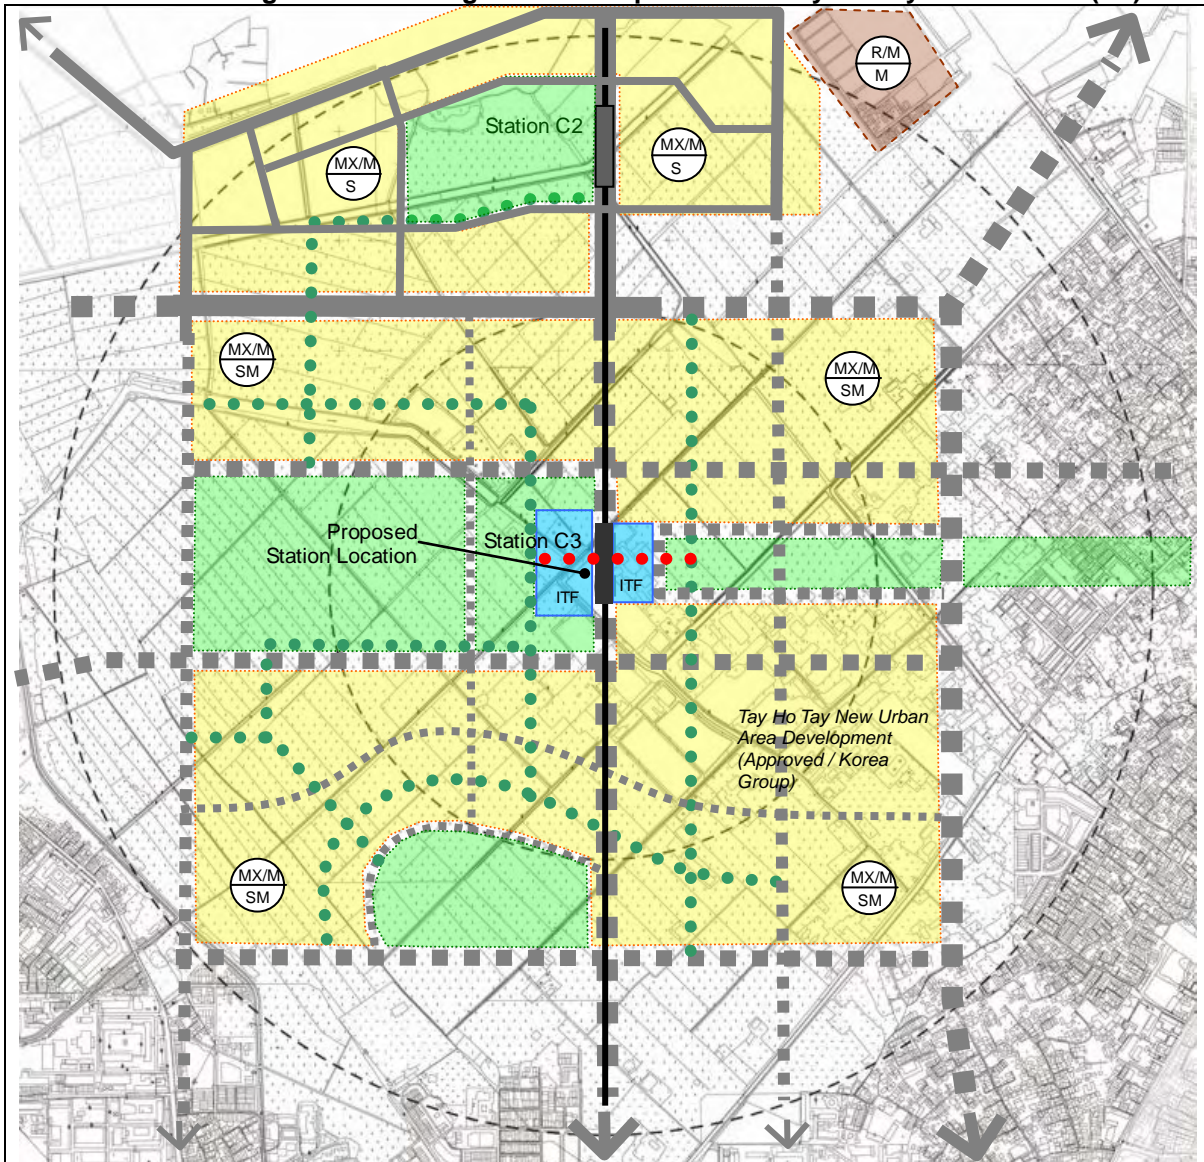 R/M
M
Station C2
MX/M
S
MX/M
S
MX/M
SM
MX/M
SM
Proposed
Station Location
Station C3
ITF
ITF
Tay Ho Tay New Urban
Area Development
(Approved / Korea
Group)
MX/M
SM
MX/M
SM